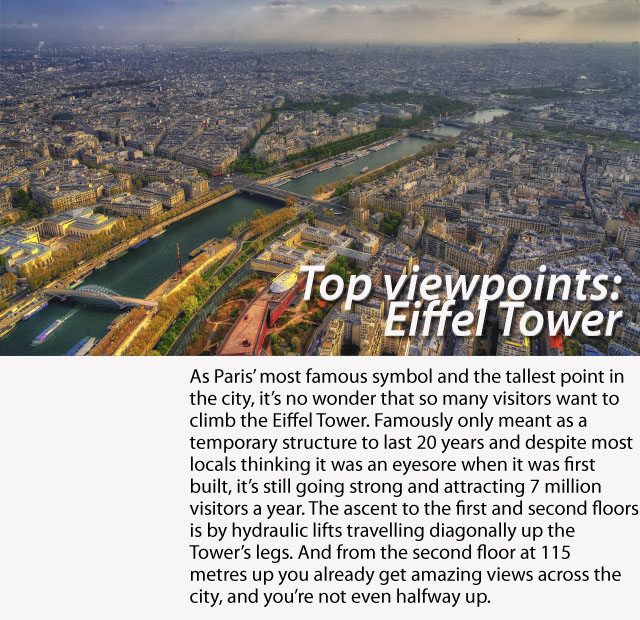 Top viewpoints:
Eiffel Tower
As Paris’ most famous symbol and the tallest point in
the city, it’s no wonder that so many visitors want to
climb the Eiffel Tower. Famously only meant as a
temporary structure to last 20 years and despite most
locals thinking it was an eyesore when it was first
built, it’s still going strong and attracting 7 million
visitors a year. The ascent to the first and second floors
is by hydraulic lifts travelling diagonally up the
Tower’s legs. And from the second floor at 115
metres up you already get amazing views across the
city, and you’re not even halfway up.